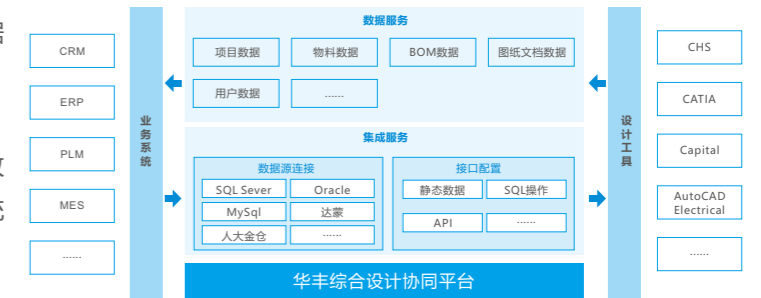 据
数
统
CRM
ERP
PLM
MES
......
业务系统
数据服务
项目数据 物料数据 BOM数据 图纸文档数据
用户数据 ......
集成服务
数据源连接
SQL Sever Oracle
MySql 达蒙
人大金仓 ......
接口配置
静态数据 SQL操作
API ......
华丰综合设计协同平台
设计工具
CHS
CATIA
Capital
AutoCAD
Electrical
......